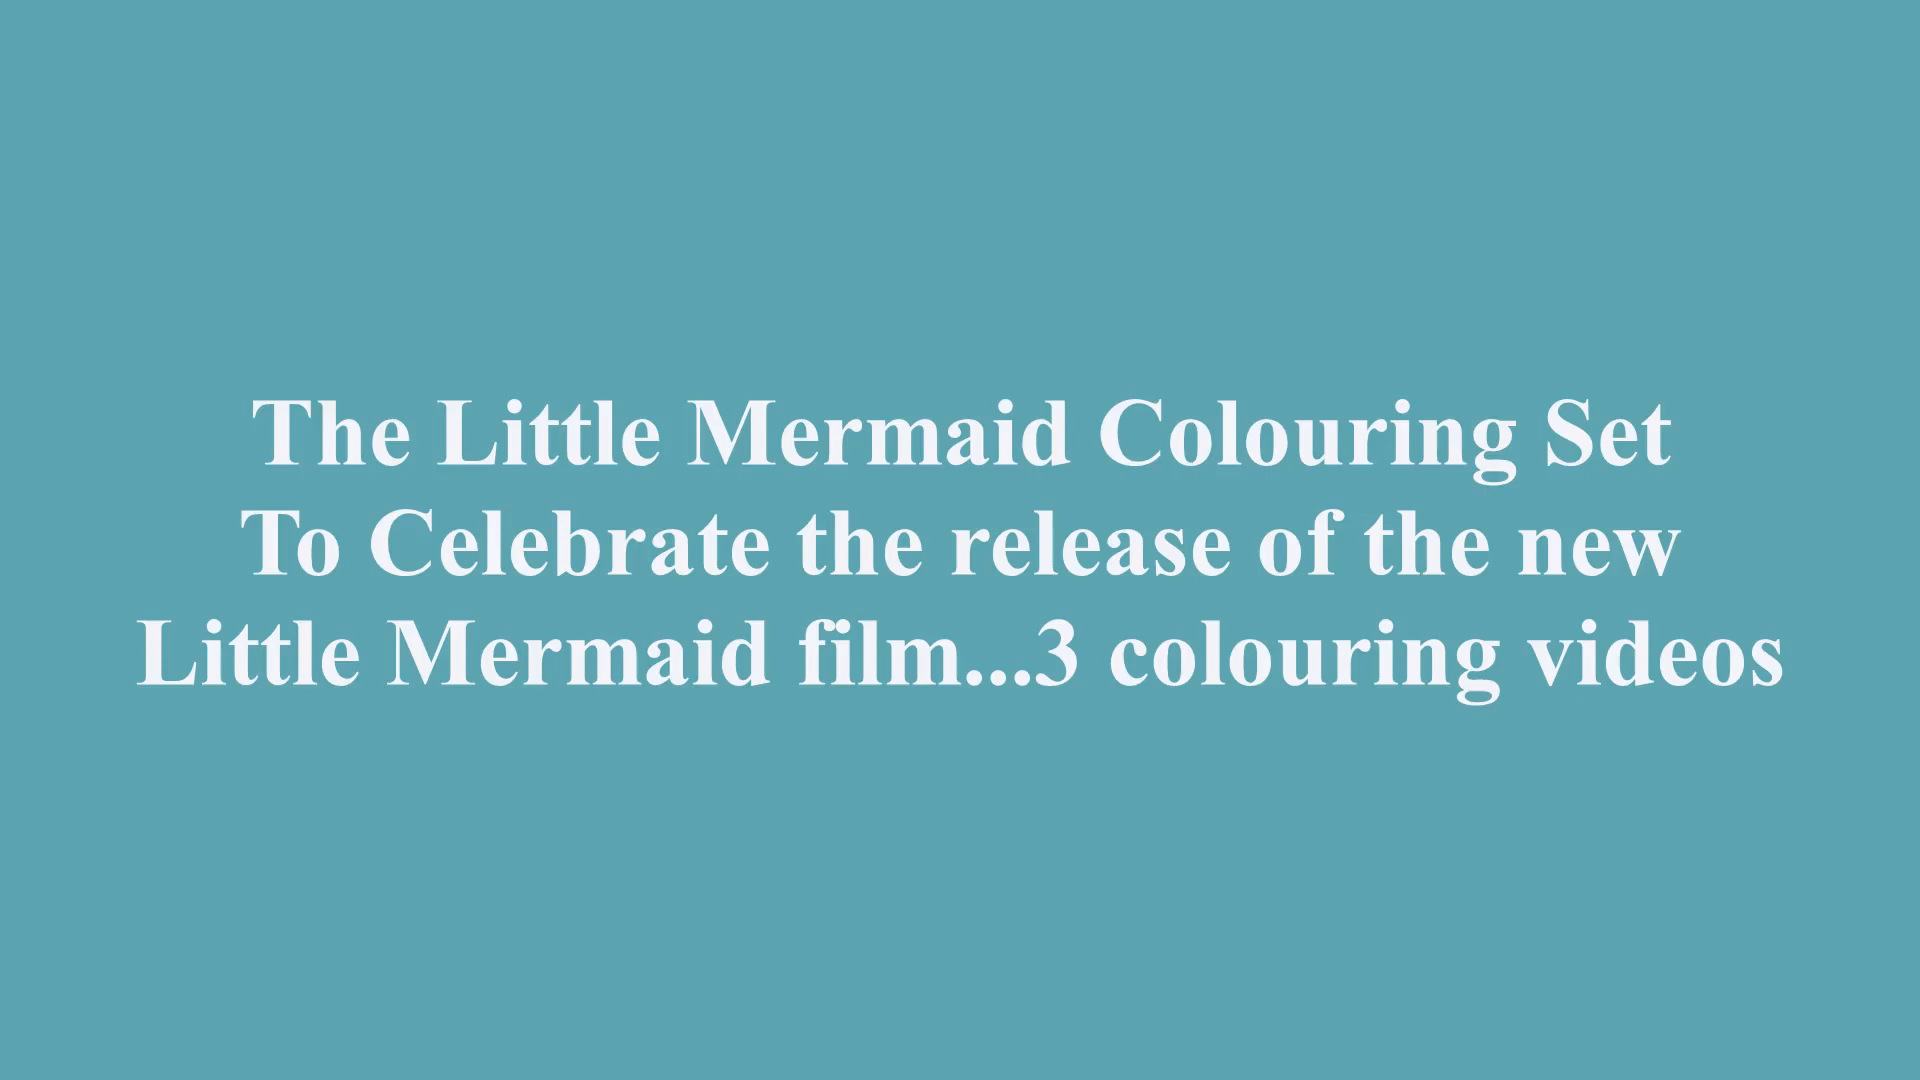 The Little Mermaid Colouring Set
To Celebrate the release of the new
Little Mermaid film...3 colouring videos